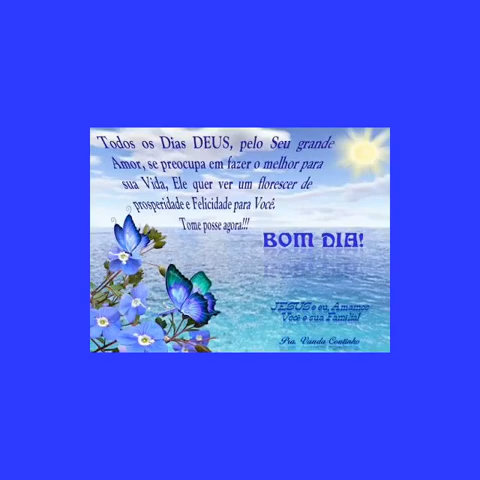 Todos os Dias DEUS, pelo Seu grande
Amor, se preocupa em fazer o melhor para
sua Vida, Ele quer ver um florescer de
prosperidade e Felicidade para Você.
Tome posse agora!!!
BOM DIA!
JESUS e eu, Amamos
Você e sua Família!
Pra. Vanda Coutinho